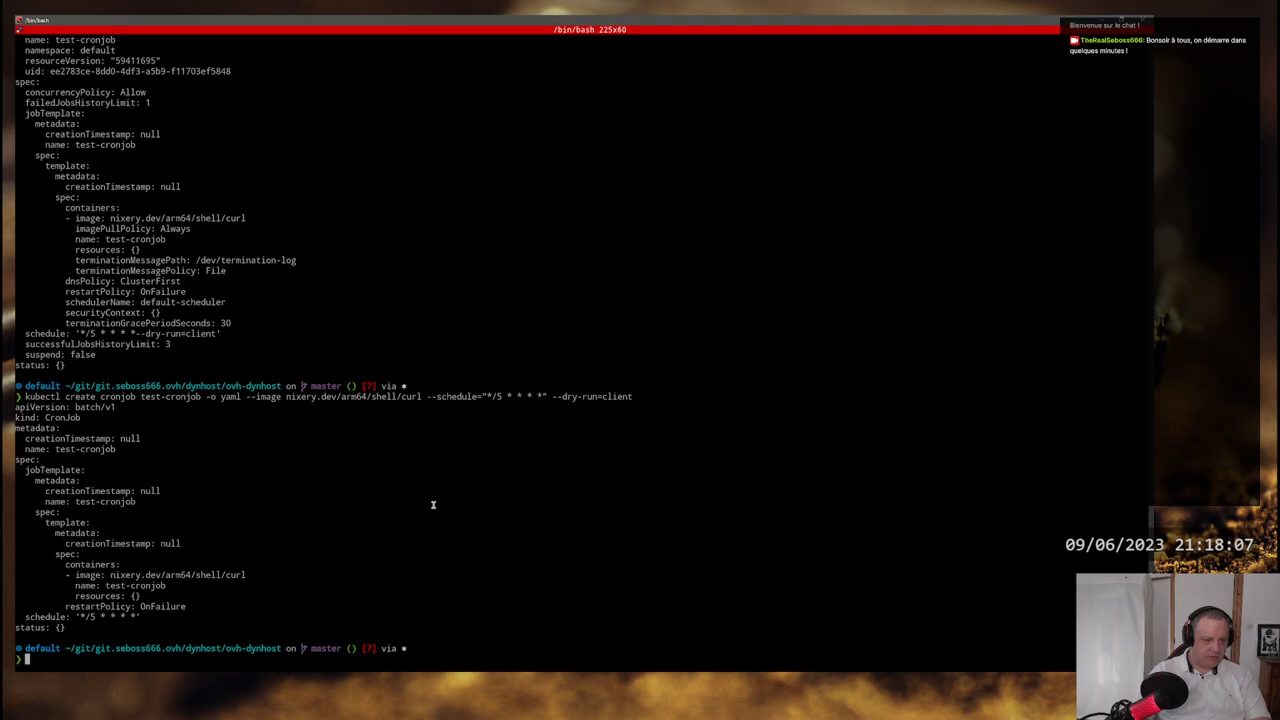 /bin/bash
/bin/bash 225x60
name: test-cronjob
namespace: default
resourceVersion: "59411695"
uid: ee2783ce-8dd0-4df3-a5b9-f11703ef5848
spec:
concurrencyPolicy: Allow
failedJobsHistoryLimit: 1
jobTemplate:
metadata:
creationTimestamp: null
name: test-cronjob
spec:
template:
metadata:
creationTimestamp: null
spec:
containers:
- image: nixery.dev/arm64/shell/curl
imagePullPolicy: Always
name: test-cronjob
resources: {}
terminationMessagePath: /dev/termination-log
terminationMessagePolicy: File
dnsPolicy: ClusterFirst
restartPolicy: OnFailure
schedulerName: default-scheduler
securityContext: {}
terminationGracePeriodSeconds: 30
schedule: '*/5 * * * *--dry-run=client'
successfulJobsHistoryLimit: 3
suspend: false
status: {}
default ~/git/git.seboss666.ovh/dynhost/ovh-dynhost on master () [?] via
❯ kubectl create cronjob test-cronjob -o yaml --image nixery.dev/arm64/shell/curl --schedule="*/5 * * * *" --dry-run=client
apiVersion: batch/v1
kind: CronJob
metadata:
creationTimestamp: null
name: test-cronjob
spec:
jobTemplate:
metadata:
creationTimestamp: null
name: test-cronjob
spec:
template:
metadata:
creationTimestamp: null
spec:
containers:
- image: nixery.dev/arm64/shell/curl
name: test-cronjob
resources: {}
restartPolicy: OnFailure
schedule: '*/5 * * * *'
status: {}
default ~/git/git.seboss666.ovh/dynhost/ovh-dynhost on master () [?] via
❯
Bienvenue sur le chat !
TheRealSeboss666: Bonsoir à tous, on démarre dans
quelques minutes !
09/06/2023 21:18:07